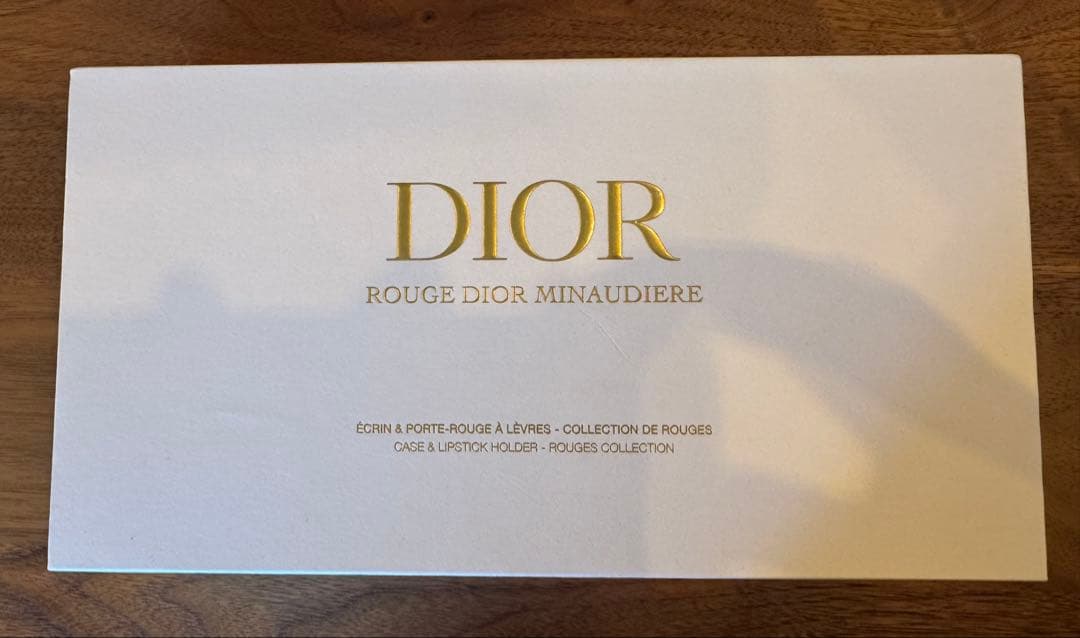 DIOR
ROUGE DIOR MINAUDIERE
ÉCRIN & PORTE-ROUGE À LÈVRES - COLLECTION DE ROUGES
CASE & LIPSTICK HOLDER - ROUGES COLLECTION